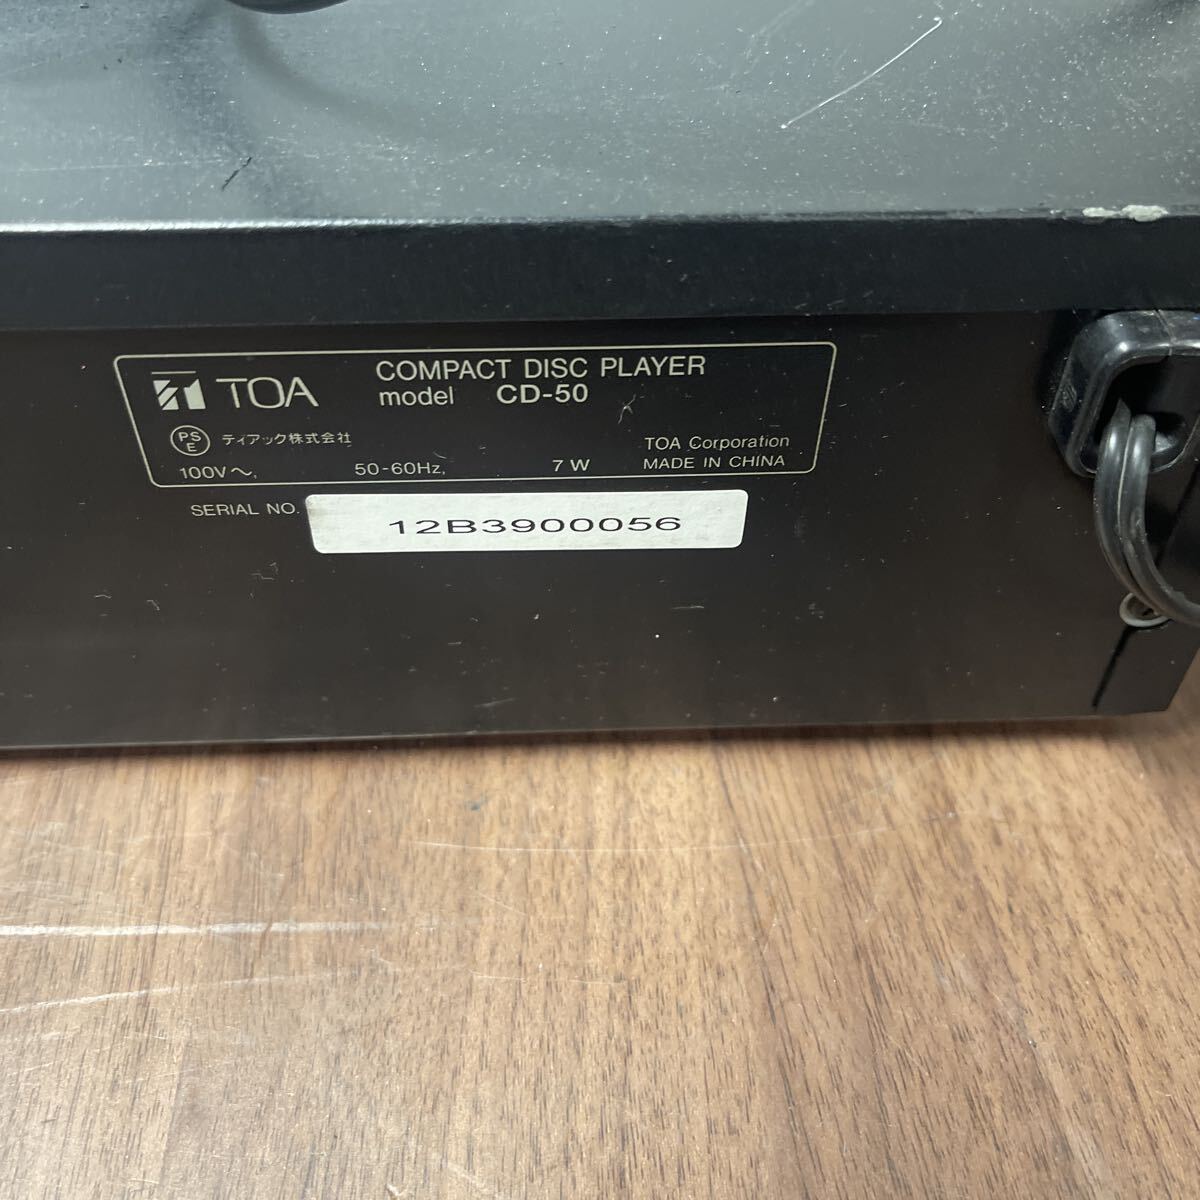 TOA
COMPACT DISC PLAYER
model CD-50
PS
E
ティアック株式会社
TOA Corporation
100V～, 50-60Hz, 7 W MADE IN CHINA
SERIAL NO. 12B3900056